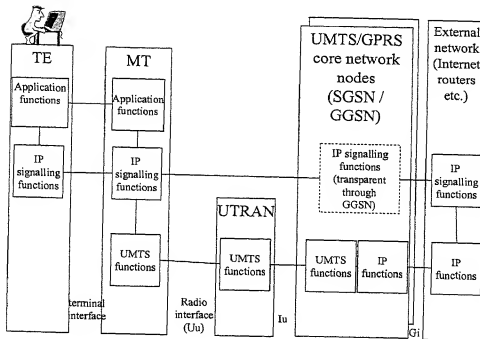 TE
Application
functions
IP
signalling
functions
terminal
interface
MT
Application
functions
IP
signalling
functions
UMTS
functions
Radio
interface
(Uu)
UTRAN
UMTS
functions
Iu
UMTS/GPRS
core network
nodes
(SGSN /
GGSN)
IP signalling
functions
(transparent
through
GGSN)
UMTS
functions
IP
functions
Gi
External
network
(Internet
routers
etc.)
IP
signalling
functions
IP
functions